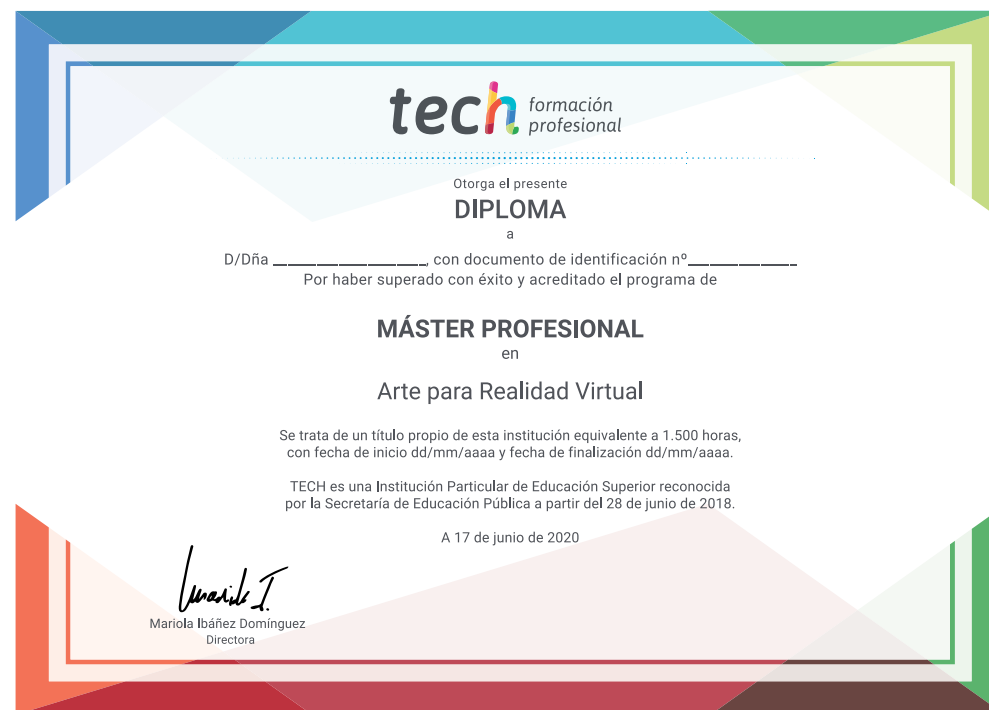 tech formación
profesional
Otorga el presente
DIPLOMA
a
D/Dña _________________, con documento de identificación nº____________
Por haber superado con éxito y acreditado el programa de
MÁSTER PROFESIONAL
en
Arte para Realidad Virtual
Se trata de un título propio de esta institución equivalente a 1.500 horas,
con fecha de inicio dd/mm/aaaa y fecha de finalización dd/mm/aaaa.
TECH es una Institución Particular de Educación Superior reconocida
por la Secretaría de Educación Pública a partir del 28 de junio de 2018.
A 17 de junio de 2020
Mariola Ibáñez Domínguez
Directora